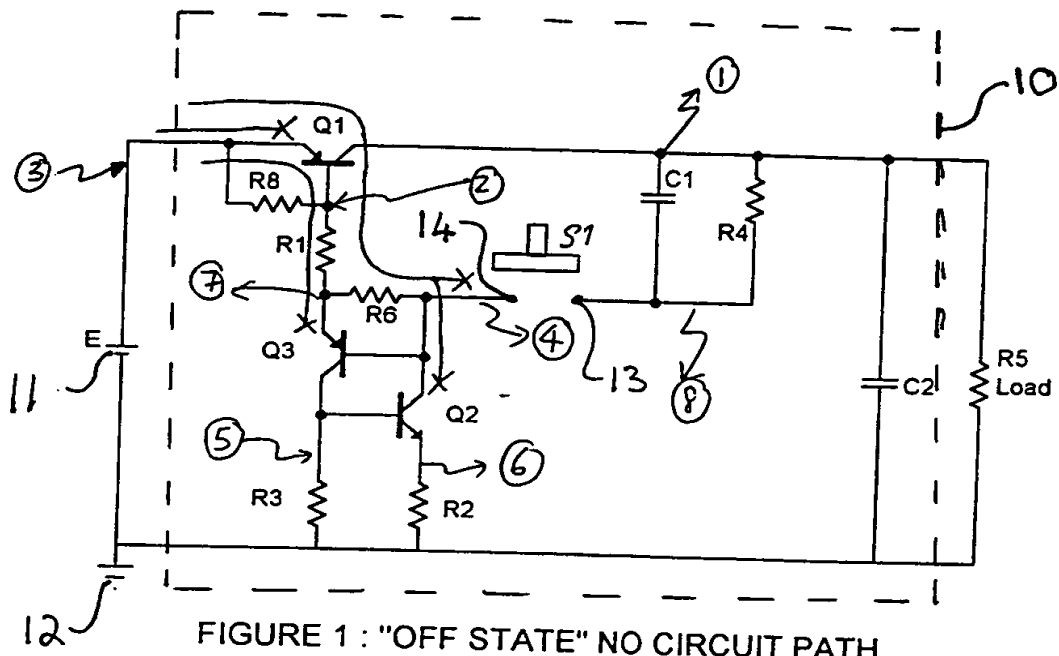 1
10
Q1
3
R8
2
C1
14
S1
R4
R1
7
R6
4
E
Q3
13
8
R5
Load
11
C2
Q2
5
6
R3
R2
12
FIGURE 1 : "OFF STATE" NO CIRCUIT PATH